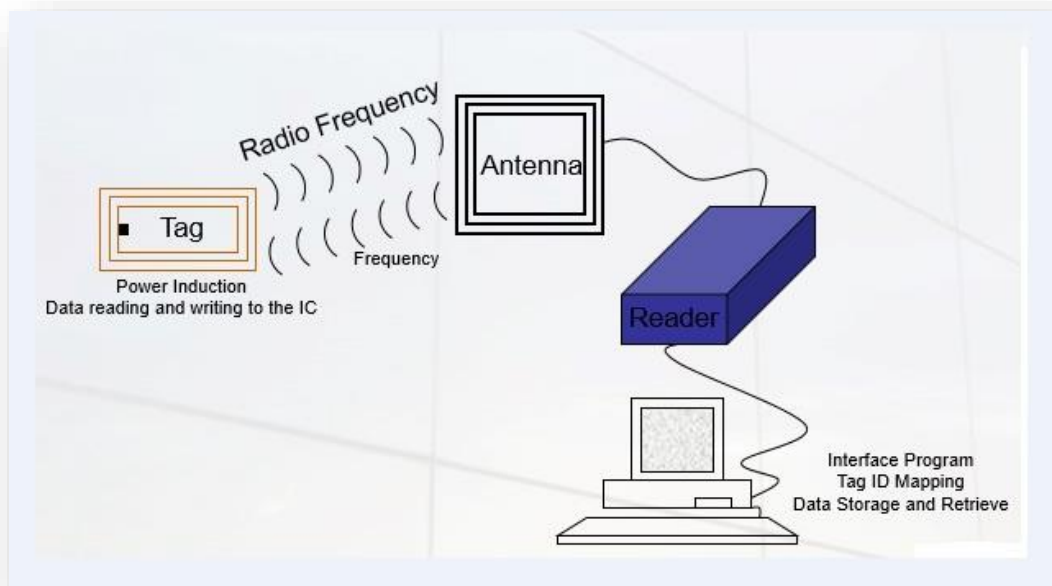 Radio Frequency
Antenna
Tag
Frequency
Power Induction
Data reading and writing to the IC
Reader
Interface Program
Tag ID Mapping
Data Storage and Retrieve